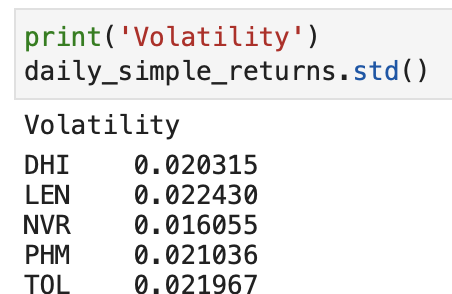 print('Volatility')
daily_simple_returns.std()
Volatility
DHI 0.020315
LEN 0.022430
NVR 0.016055
PHM 0.021036
TOL 0.021967